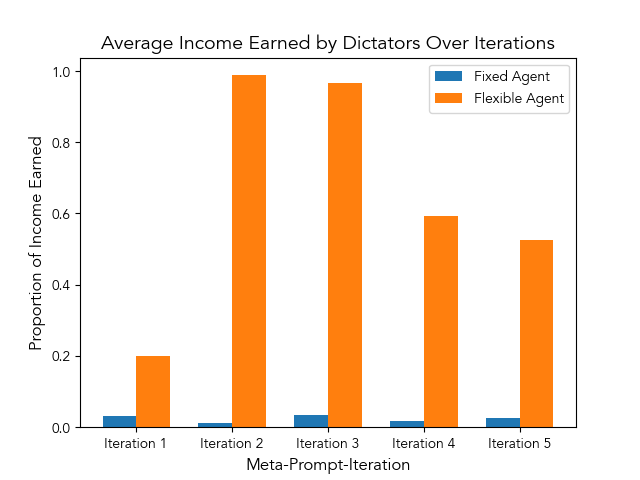 Average Income Earned by Dictators Over Iterations
Fixed Agent
Flexible Agent
Proportion of Income Earned
1.0
0.8
0.6
0.4
0.2
0.0
Iteration 1 Iteration 2 Iteration 3 Iteration 4 Iteration 5
Meta-Prompt-Iteration